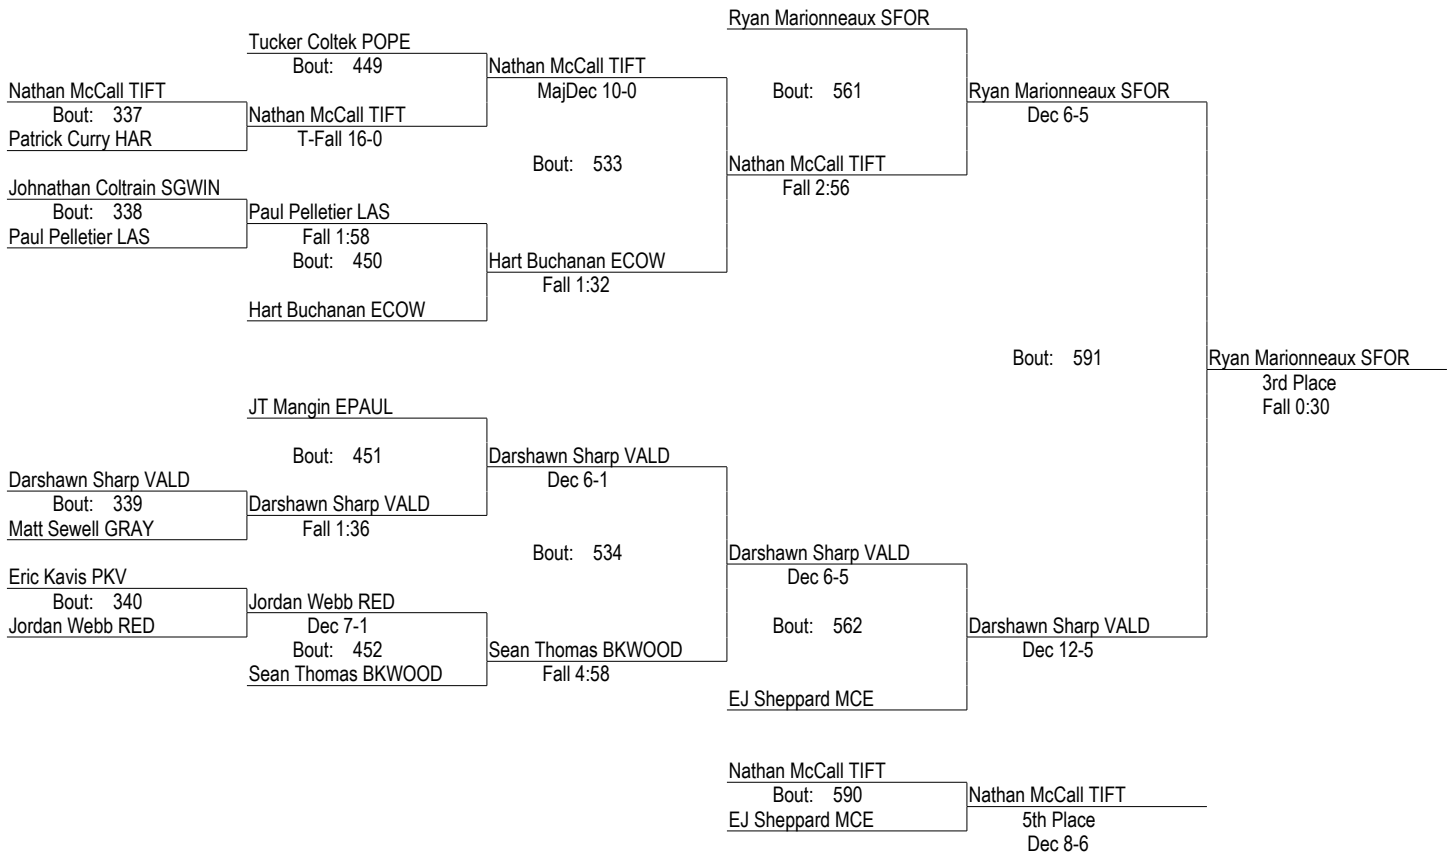 Ryan Marionneaux SFOR
Tucker Coltek POPE
Bout: 449
Nathan McCall TIFT
MajDec 10-0
Nathan McCall TIFT
Bout: 337
Patrick Curry HAR
Nathan McCall TIFT
T-Fall 16-0
Bout: 561
Ryan Marionneaux SFOR
Dec 6-5
Bout: 533
Nathan McCall TIFT
Fall 2:56
Johnathan Coltrain SGWIN
Bout: 338
Paul Pelletier LAS
Paul Pelletier LAS
Fall 1:58
Bout: 450
Hart Buchanan ECOW
Fall 1:32
Hart Buchanan ECOW
Bout: 591
Ryan Marionneaux SFOR
3rd Place
Fall 0:30
JT Mangin EPAUL
Bout: 451
Darshawn Sharp VALD
Dec 6-1
Darshawn Sharp VALD
Bout: 339
Matt Sewell GRAY
Darshawn Sharp VALD
Fall 1:36
Bout: 534
Darshawn Sharp VALD
Dec 6-5
Eric Kavis PKV
Bout: 340
Jordan Webb RED
Jordan Webb RED
Dec 7-1
Bout: 452
Sean Thomas BKWOOD
Sean Thomas BKWOOD
Fall 4:58
Bout: 562
Darshawn Sharp VALD
Dec 12-5
EJ Sheppard MCE
Nathan McCall TIFT
Bout: 590
EJ Sheppard MCE
Nathan McCall TIFT
5th Place
Dec 8-6